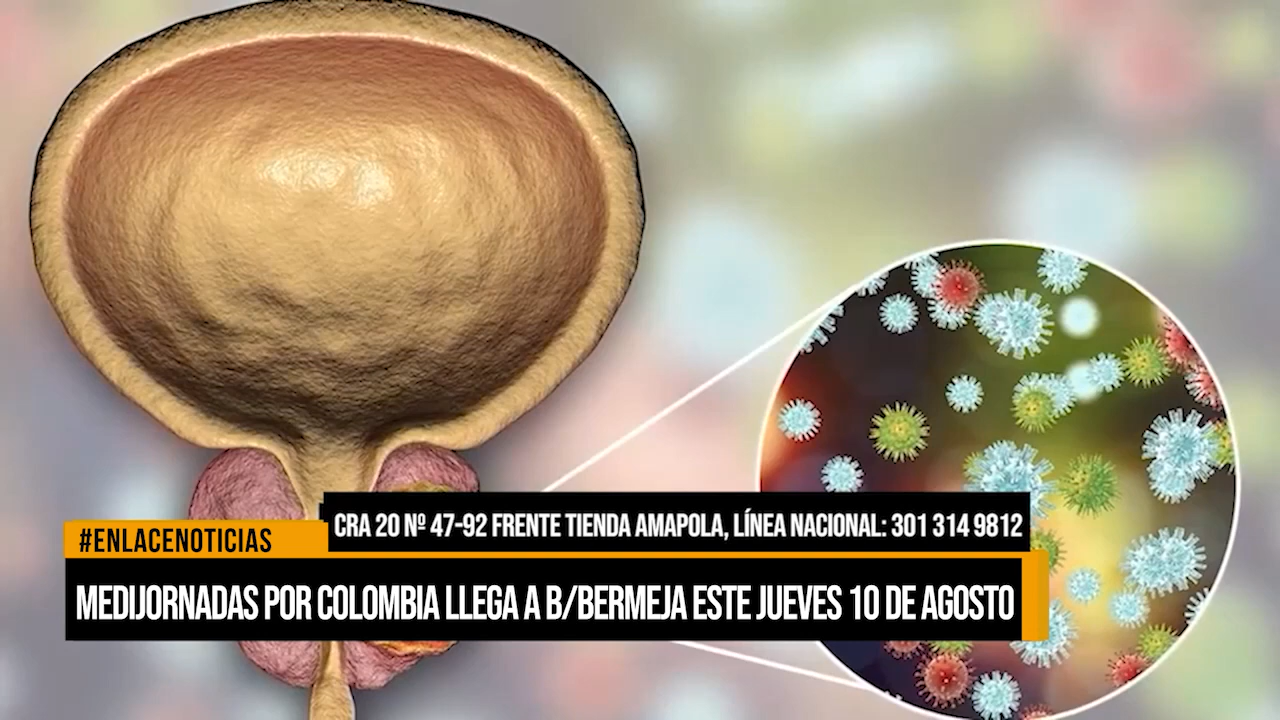 CRA 20 Nº 47-92 FRENTE TIENDA AMAPOLA, LÍNEA NACIONAL: 301 314 9812
#ENLACENOTICIAS
MEDIJORNADAS POR COLOMBIA LLEGA A B/BERMEJA ESTE JUEVES 10 DE AGOSTO